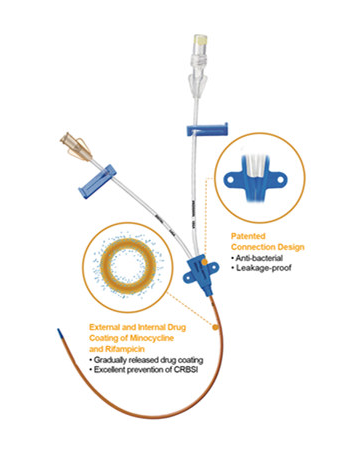 Patented
Connection Design
• Anti-bacterial
• Leakage-proof
External and Internal Drug
Coating of Minocycline
and Rifampicin
• Gradually released drug coating
• Excellent prevention of CRBSI